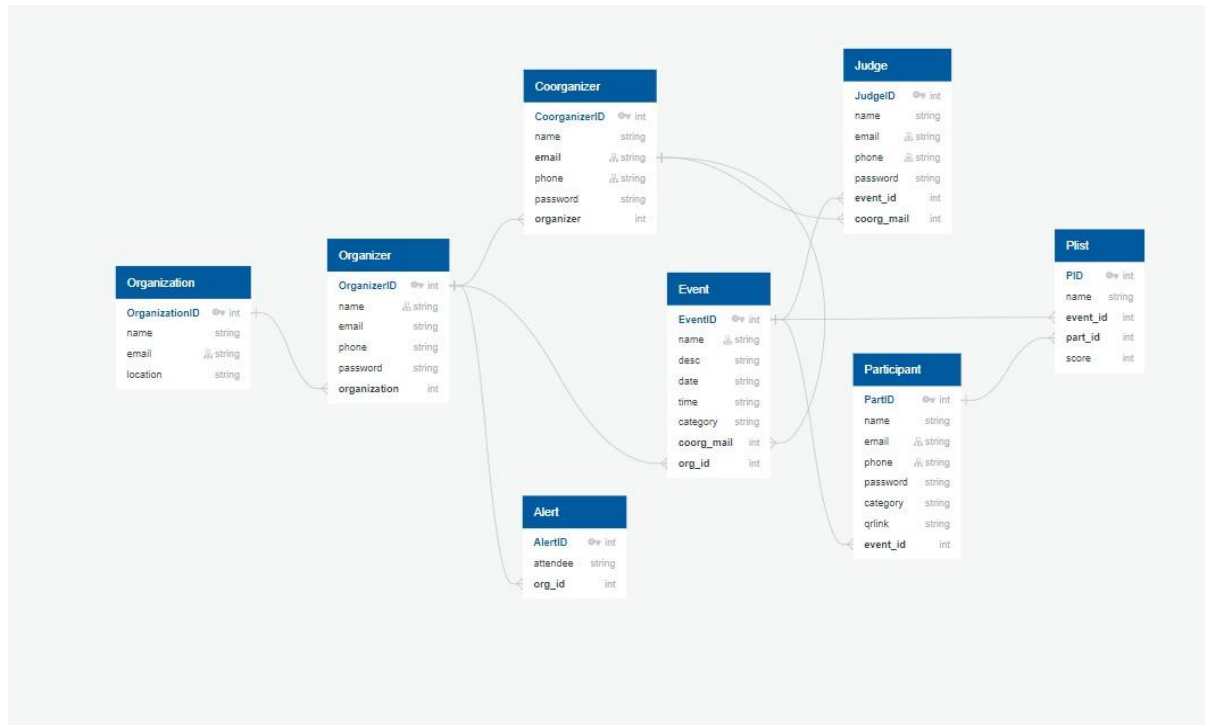 Organization
OrganizationID int
name string
email string
location string
Organizer
OrganizerID int
name string
email string
phone string
password string
organization int
Coorganizer
CoorganizerID int
name string
email string
phone string
password string
organizer int
Alert
AlertID int
attendee string
org_id int
Event
EventID int
name string
desc string
date string
time string
category string
coorg_mail int
org_id int
Judge
JudgeID int
name string
email string
phone string
password string
event_id int
coorg_mail int
Participant
PartID int
name string
email string
phone string
password string
category string
qrlink string
event_id int
Plist
PID int
name string
event_id int
part_id int
score int